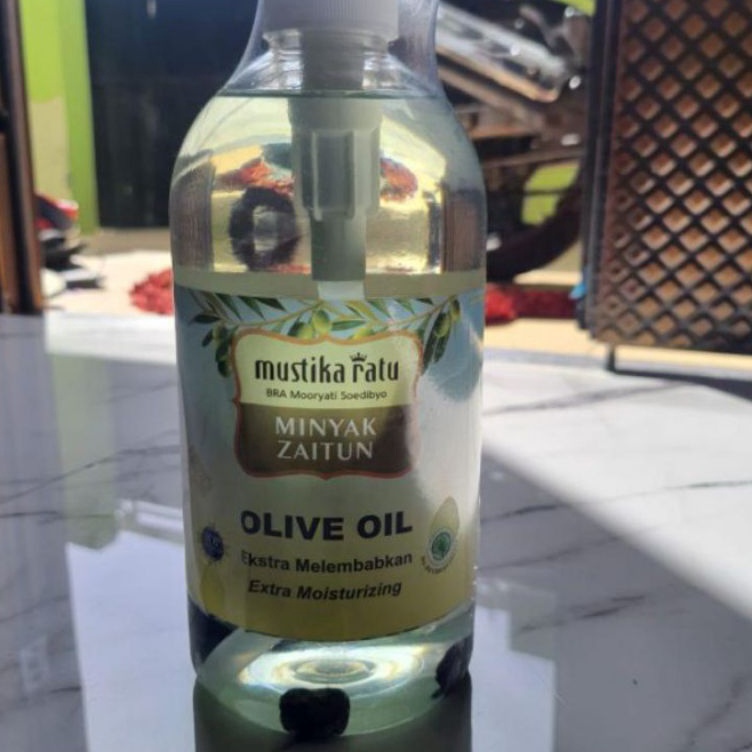 mustika ratu
BRA Mooryati Soedibyo
MINYAK
ZAITUN
OLIVE OIL
Ekstra Melembabkan
Extra Moisturizing